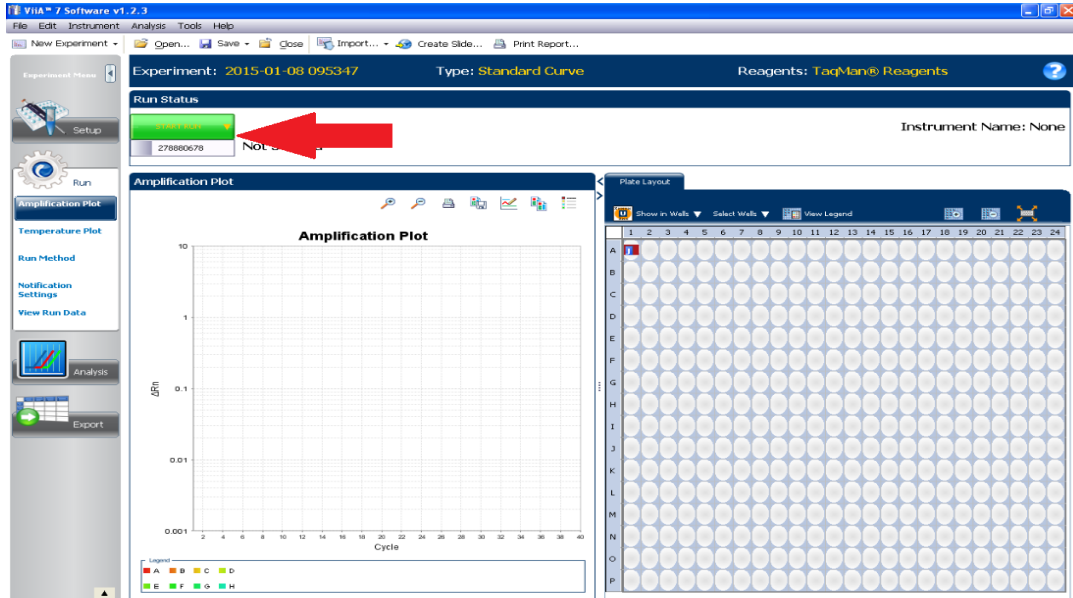 ViiA™ 7 Software v1.2.3
File Edit Instrument Analysis Tools Help
New Experiment Open... Save Close Import... Create Slide... Print Report...
Experiment Menu
Experiment: 2015-01-08 095347 Type: Standard Curve Reagents: TaqMan® Reagents
Setup
Run
Amplification Plot
Temperature Plot
Run Method
Notification
Settings
View Run Data
Analysis
Export
Run Status
START RUN
278880678
Not
Instrument Name: None
Amplification Plot
Amplification Plot
10
1
0.1
0.01
0.001
ΔRn
2 4 6 8 10 12 14 16 18 20 22 24 26 28 30 32 34 36 38 40
Cycle
Legend
A B C D
E F G H
Plate Layout
Show in Wells Select Wells View Legend
1 2 3 4 5 6 7 8 9 10 11 12 13 14 15 16 17 18 19 20 21 22 23 24
A
B
C
D
E
F
G
H
I
J
K
L
M
N
O
P